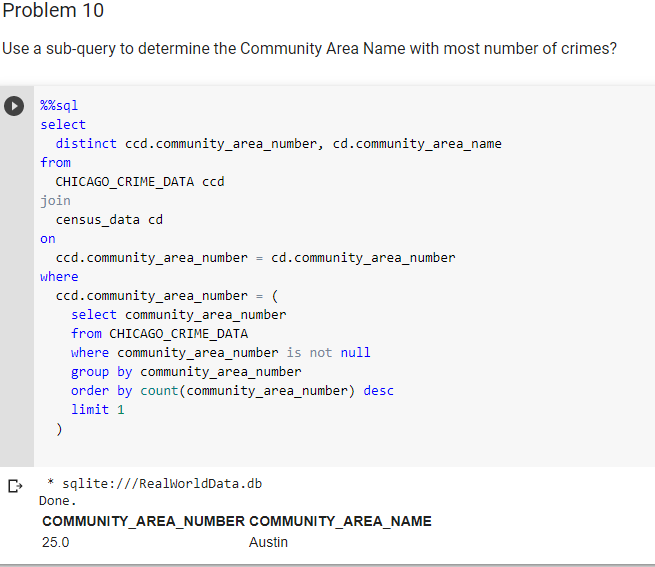 Problem 10
Use a sub-query to determine the Community Area Name with most number of crimes?
%%sql
select
distinct ccd.community_area_number, cd.community_area_name
from
CHICAGO_CRIME_DATA ccd
join
census_data cd
on
ccd.community_area_number = cd.community_area_number
where
ccd.community_area_number = (
select community_area_number
from CHICAGO_CRIME_DATA
where community_area_number is not null
group by community_area_number
order by count(community_area_number) desc
limit 1
)
* sqlite:///RealWorldData.db
Done.
COMMUNITY_AREA_NUMBER COMMUNITY_AREA_NAME
25.0 Austin